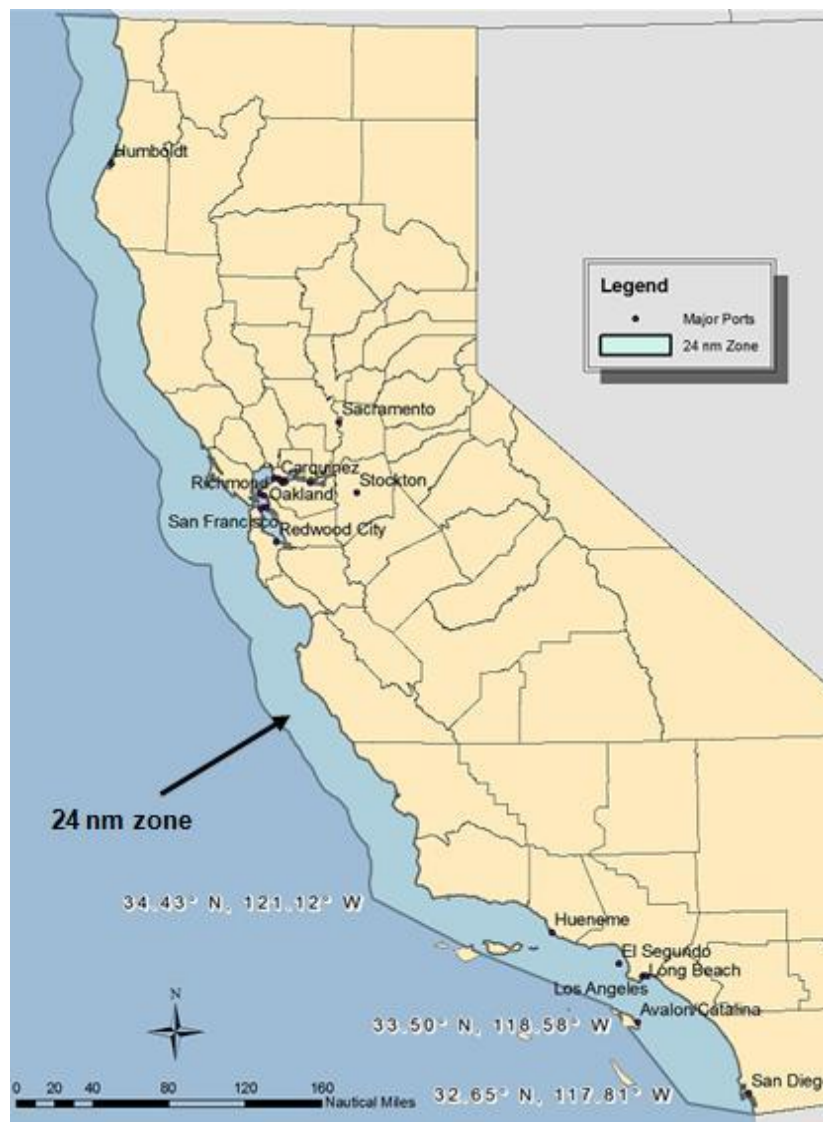 Humboldt
Legend
Major Ports
24 nm Zone
Sacramento
Carquinez
Richmond
Stockton
Oakland
San Francisco
Redwood City
24 nm zone
34.43° N, 121.12° W
Hueneme
El Segundo
Long Beach
Los Angeles
Avalon/Catalina
33.50° N, 118.58° W
N
San Diego
0 20 40 80 120 160
Nautical Miles
32.65° N, 117.81° W